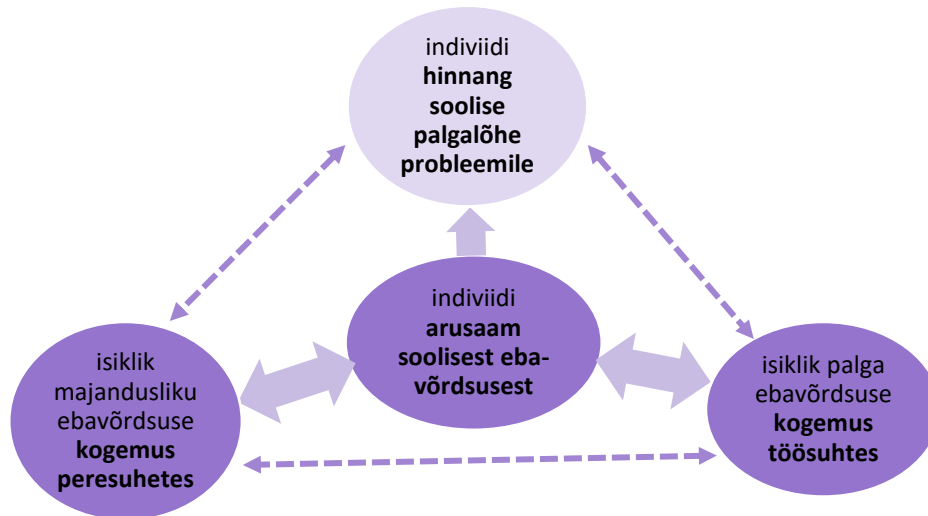 indiviidi
hinnang
soolise
palgalõhe
probleemile
indiviidi
arusaam
soolisest eba-
võrdsusest
isiklik
majandusliku
ebavõrdsuse
kogemus
peresuhetes
isiklik palga
ebavõrdsuse
kogemus
töösuhtes